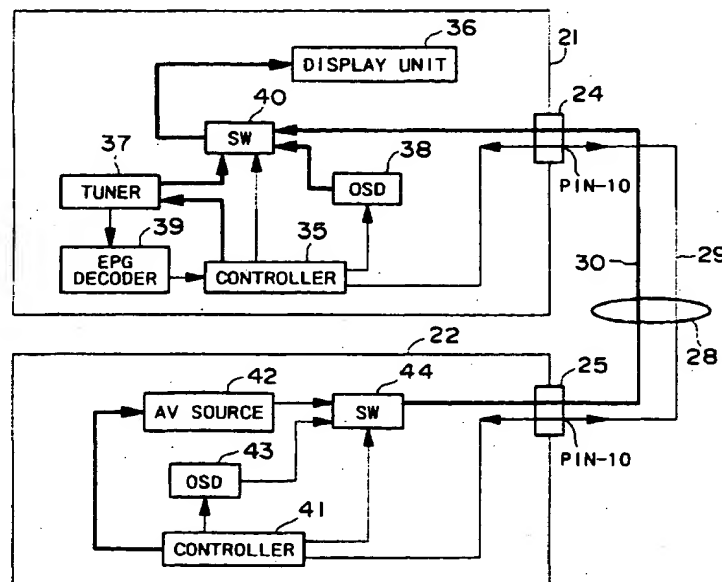 36
21
DISPLAY UNIT
24
40
SW
37
38
TUNER
OSD
PIN-10
39
35
29
EPG
DECODER
CONTROLLER
30
28
22
42
44
25
AV SOURCE
SW
43
PIN-10
OSD
41
CONTROLLER